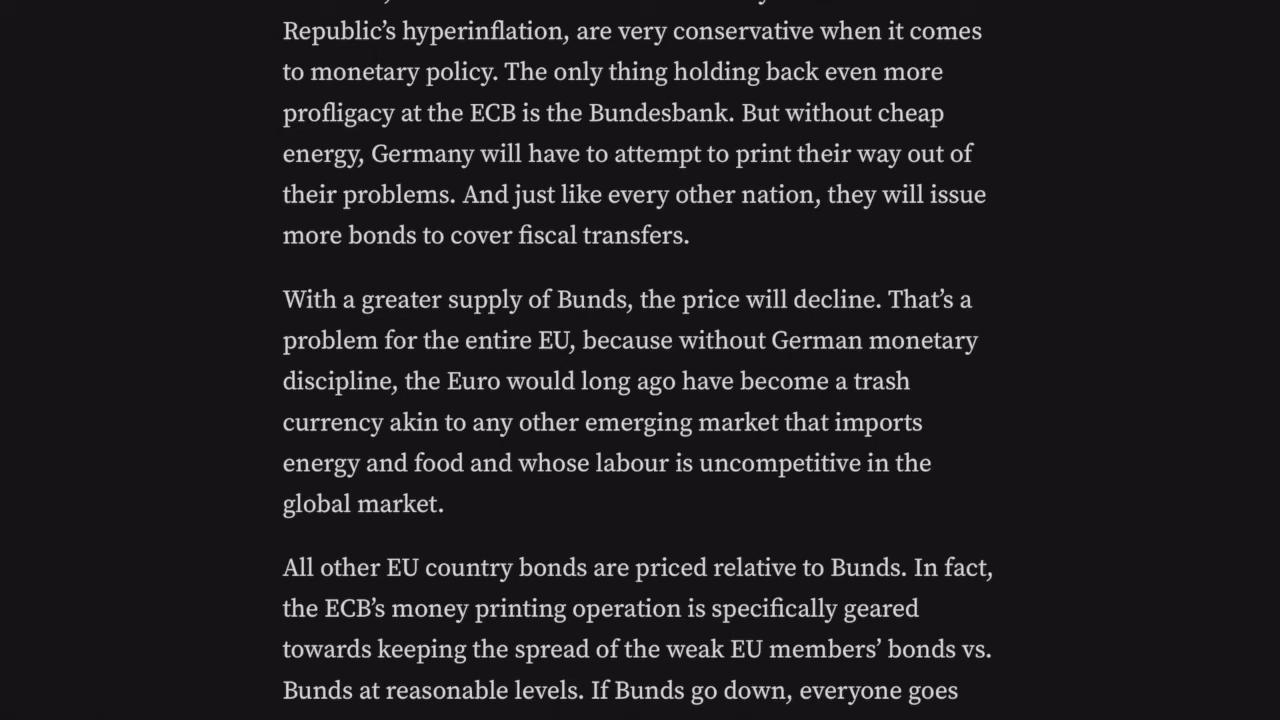 Republic’s hyperinflation, are very conservative when it comes
to monetary policy. The only thing holding back even more
profligacy at the ECB is the Bundesbank. But without cheap
energy, Germany will have to attempt to print their way out of
their problems. And just like every other nation, they will issue
more bonds to cover fiscal transfers.
With a greater supply of Bunds, the price will decline. That’s a
problem for the entire EU, because without German monetary
discipline, the Euro would long ago have become a trash
currency akin to any other emerging market that imports
energy and food and whose labour is uncompetitive in the
global market.
All other EU country bonds are priced relative to Bunds. In fact,
the ECB’s money printing operation is specifically geared
towards keeping the spread of the weak EU members’ bonds vs.
Bunds at reasonable levels. If Bunds go down, everyone goes